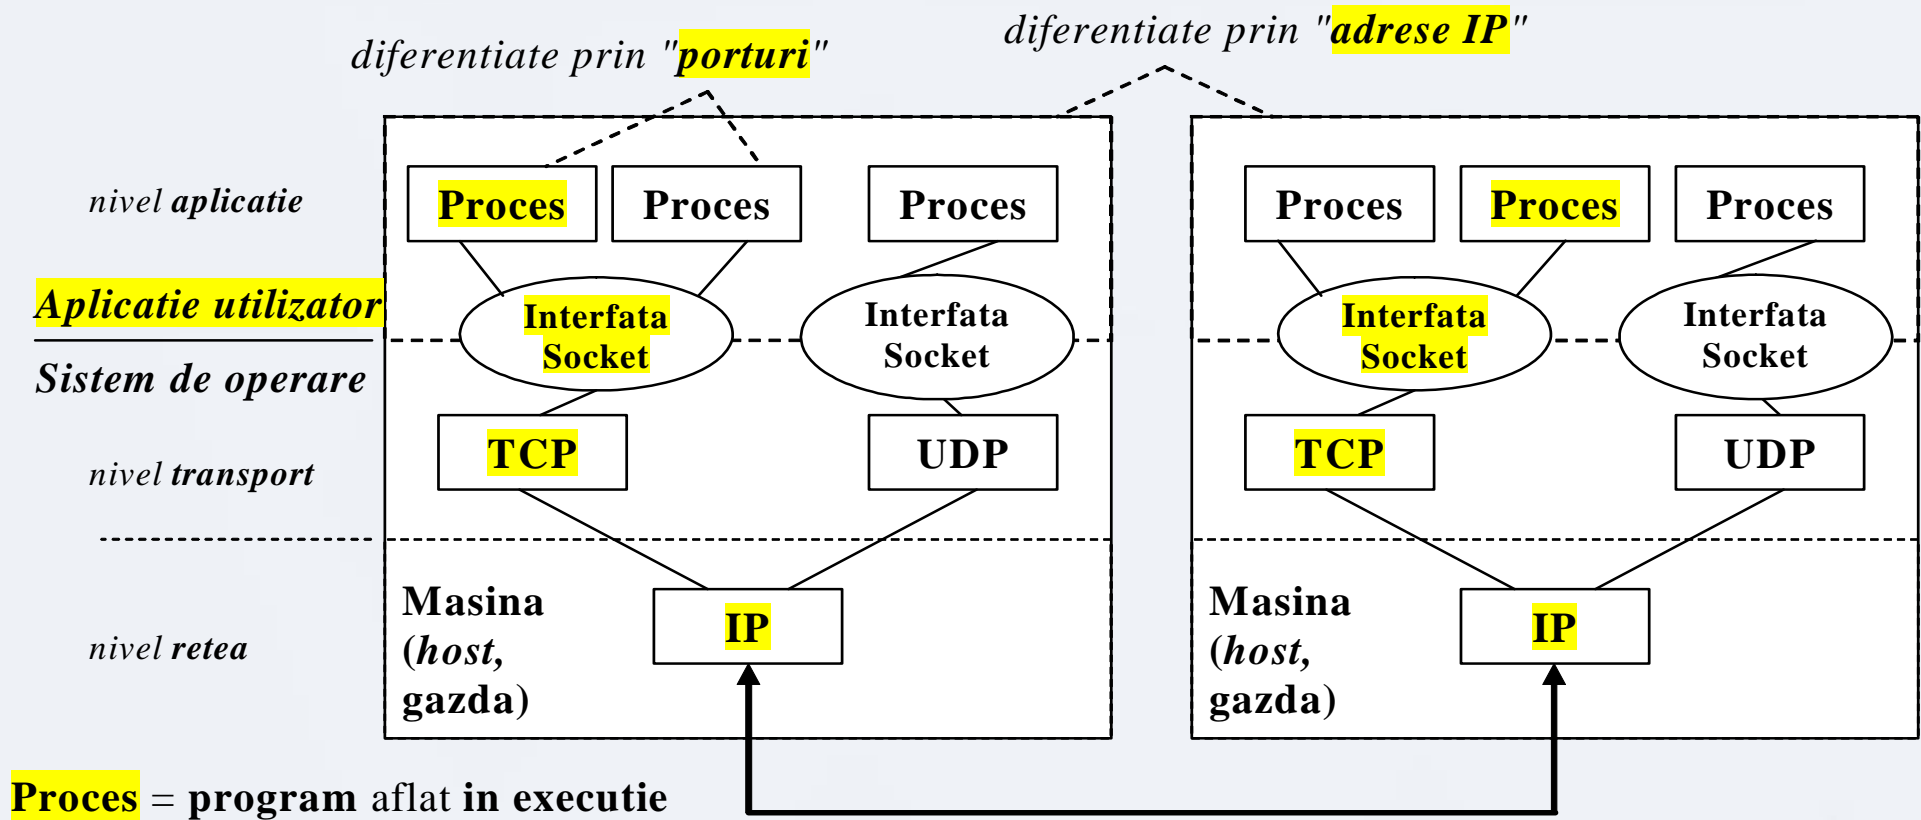 diferentiate prin "porturi"
diferentiate prin "adrese IP"
nivel aplicatie
Proces
Proces
Proces
Proces
Proces
Proces
Aplicatie utilizator
Sistem de operare
Interfata
Socket
Interfata
Socket
Interfata
Socket
Interfata
Socket
nivel transport
TCP
UDP
TCP
UDP
nivel retea
Masina
(host,
gazda)
IP
Masina
(host,
gazda)
IP
Proces = program aflat in executie